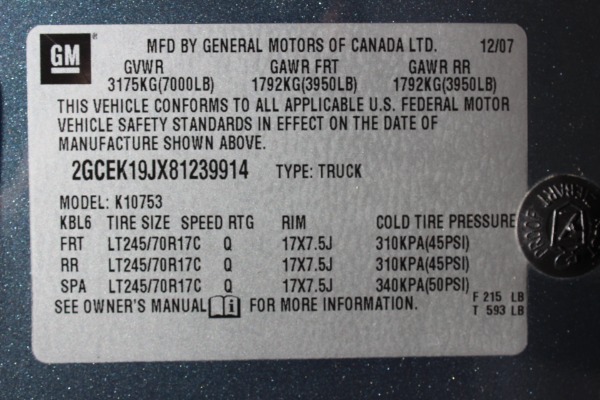 GM
MFD BY GENERAL MOTORS OF CANADA LTD. 12/07
GVWR GAWR FRT GAWR RR
3175KG(7000LB) 1792KG(3950LB) 1792KG(3950LB)
THIS VEHICLE CONFORMS TO ALL APPLICABLE U.S. FEDERAL MOTOR
VEHICLE SAFETY STANDARDS IN EFFECT ON THE DATE OF
MANUFACTURE SHOWN ABOVE.
2GCEK19JX81239914 TYPE: TRUCK
MODEL: K10753
KBL6 TIRE SIZE SPEED RTG RIM COLD TIRE PRESSURE
FRT LT245/70R17C Q 17X7.5J 310KPA(45PSI)
RR LT245/70R17C Q 17X7.5J 310KPA(45PSI)
SPA LT245/70R17C Q 17X7.5J 340KPA(50PSI)
SEE OWNER'S MANUAL i FOR MORE INFORMATION.
F 215 LB
T 593 LB
PROOF